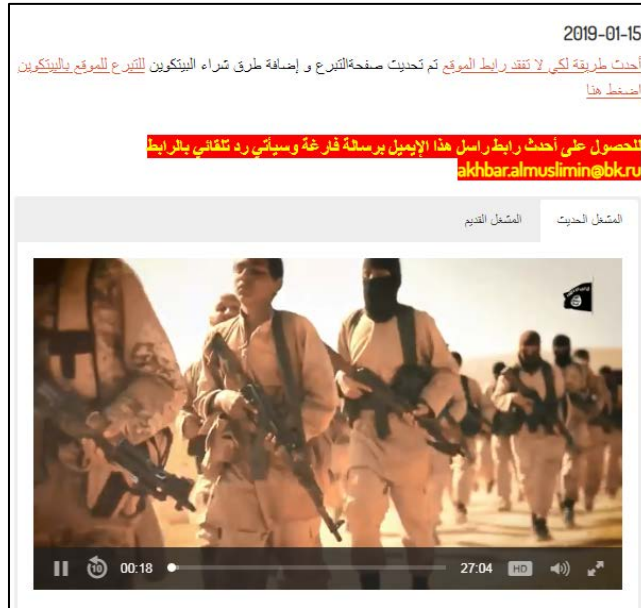 2019-01-15
أحدث طريقة لكي لا تفقد رابط الموقع تم تحديث صفحةالتبرع و إضافة طرق شراء البيتكوين للتبرع للموقع بالبيتكوين
اضغط هنا
للحصول على أحدث رابط راسل هذا الإيميل برسالة فارغة وسيأتي رد تلقائي بالرابط
akhbar.almuslimin@bk.ru
المشغل الحديث المشغل القديم
10 00:18 27:04 HD